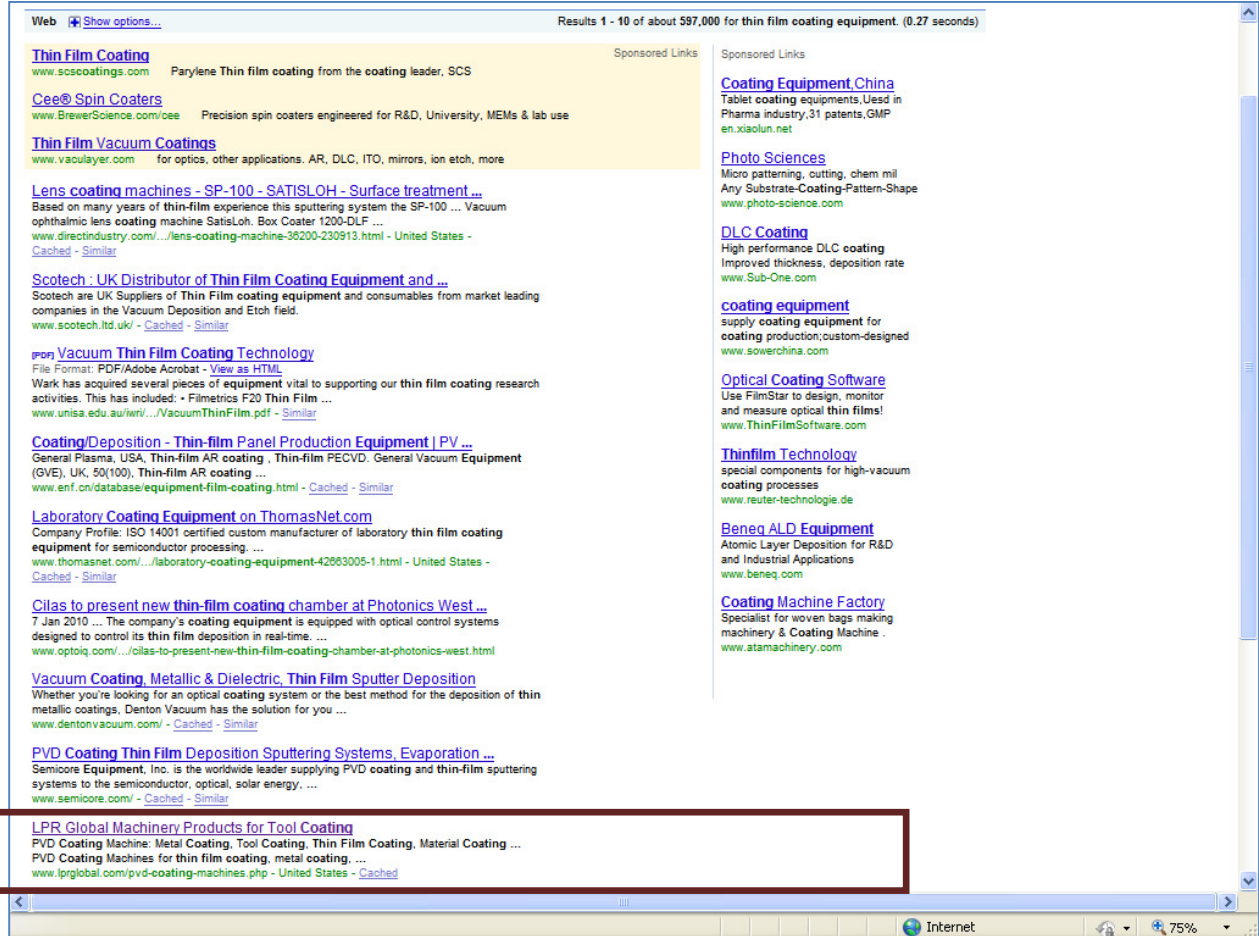 Web Show options... Results 1 - 10 of about 597,000 for thin film coating equipment. (0.27 seconds)
Sponsored Links
Thin Film Coating
www.scscoatings.com Parylene Thin film coating from the coating leader, SCS
Cee® Spin Coaters
www.BrewerScience.com/cee Precision spin coaters engineered for R&D, University, MEMs & lab use
Thin Film Vacuum Coatings
www.vaculayer.com for optics, other applications. AR, DLC, ITO, mirrors, ion etch, more
Lens coating machines - SP-100 - SATISLOH - Surface treatment ...
Based on many years of thin-film experience this sputtering system the SP-100 ... Vacuum
ophthalmic lens coating machine SatisLoh. Box Coater 1200-DLF ...
www.directindustry.com/.../lens-coating-machine-36200-230913.html - United States -
Cached - Similar
Scotech : UK Distributor of Thin Film Coating Equipment and ...
Scotech are UK Suppliers of Thin Film coating equipment and consumables from market leading
companies in the Vacuum Deposition and Etch field.
www.scotech.ltd.uk/ - Cached - Similar
[PDF] Vacuum Thin Film Coating Technology
File Format: PDF/Adobe Acrobat - View as HTML
Wark has acquired several pieces of equipment vital to supporting our thin film coating research
activities. This has included: • Filmetrics F20 Thin Film ...
www.unisa.edu.au/iwri/.../VacuumThinFilm.pdf - Similar
Coating/Deposition - Thin-film Panel Production Equipment | PV ...
General Plasma, USA, Thin-film AR coating , Thin-film PECVD. General Vacuum Equipment
(GVE), UK, 50(100), Thin-film AR coating ...
www.enf.cn/database/equipment-film-coating.html - Cached - Similar
Laboratory Coating Equipment on ThomasNet.com
Company Profile: ISO 14001 certified custom manufacturer of laboratory thin film coating
equipment for semiconductor processing. ...
www.thomasnet.com/.../laboratory-coating-equipment-42663005-1.html - United States -
Cached - Similar
Cilas to present new thin-film coating chamber at Photonics West ...
7 Jan 2010 ... The company's coating equipment is equipped with optical control systems
designed to control its thin film deposition in real-time. ...
www.optoiq.com/.../cilas-to-present-new-thin-film-coating-chamber-at-photonics-west.html
Vacuum Coating, Metallic & Dielectric, Thin Film Sputter Deposition
Whether you're looking for an optical coating system or the best method for the deposition of thin
metallic coatings, Denton Vacuum has the solution for you ...
www.dentonvacuum.com/ - Cached - Similar
PVD Coating Thin Film Deposition Sputtering Systems, Evaporation ...
Semicore Equipment, Inc. is the worldwide leader supplying PVD coating and thin-film sputtering
systems to the semiconductor, optical, solar energy, ...
www.semicore.com/ - Cached - Similar
LPR Global Machinery Products for Tool Coating
PVD Coating Machine: Metal Coating, Tool Coating, Thin Film Coating, Material Coating ...
PVD Coating Machines for thin film coating, metal coating, ...
www.lprglobal.com/pvd-coating-machines.php - United States - Cached
Sponsored Links
Coating Equipment,China
Tablet coating equipments,Uesd in
Pharma industry,31 patents,GMP
en.xiaolun.net
Photo Sciences
Micro patterning, cutting, chem mil
Any Substrate-Coating-Pattern-Shape
www.photo-science.com
DLC Coating
High performance DLC coating
Improved thickness, deposition rate
www.Sub-One.com
coating equipment
supply coating equipment for
coating production;custom-designed
www.sowerchina.com
Optical Coating Software
Use FilmStar to design, monitor
and measure optical thin films!
www.ThinFilmSoftware.com
Thinfilm Technology
special components for high-vacuum
coating processes
www.reuter-technologie.de
Beneq ALD Equipment
Atomic Layer Deposition for R&D
and Industrial Applications
www.beneq.com
Coating Machine Factory
Specialist for woven bags making
machinery & Coating Machine .
www.atamachinery.com
Internet 75%